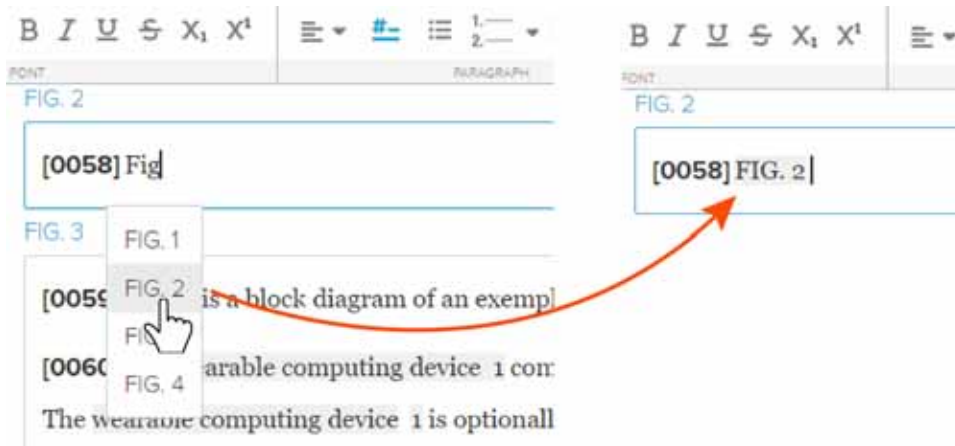 B I U S X₁ X¹ #=
1.
2.
FONT PARAGRAPH
FIG. 2
[0058] Fig
FIG. 3
FIG. 1
FIG. 2
FIG. 4
is a block diagram of an exempl
arable computing device 1 com
The wearable computing device 1 is optionall
B I U S X₁ X¹
FONT
FIG. 2
[0058] FIG. 2